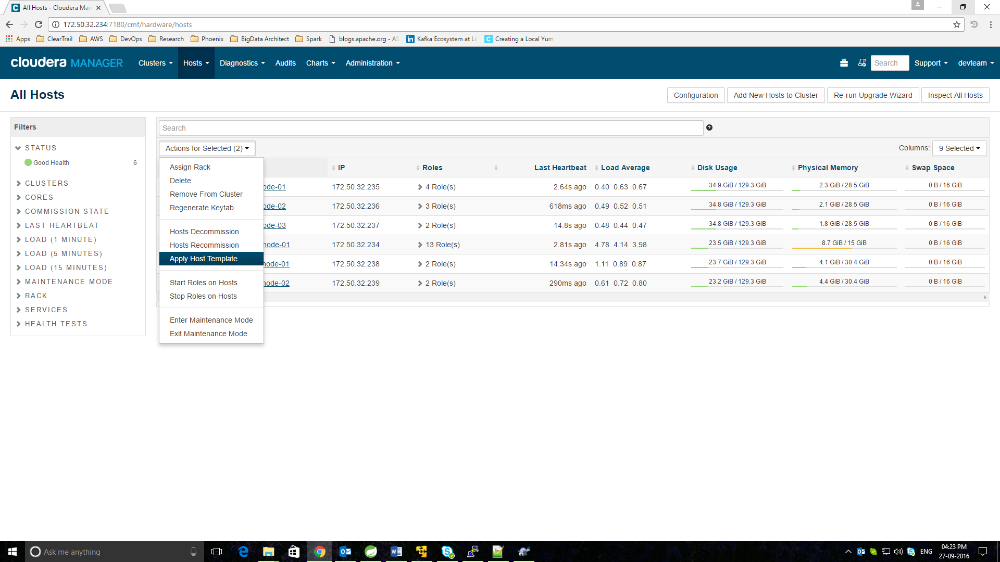 All Hosts - Cloudera Man
172.50.32.234:7180/cmf/hardware/hosts
Apps ClearTrail AWS DevOps Research Phoenix BigData Architect Spark blogs.apache.org - AS Kafka Ecosystem at Li Creating a Local Yum
cloudera MANAGER Clusters Hosts Diagnostics Audits Charts Administration Search Support devteam
All Hosts
Configuration Add New Hosts to Cluster Re-run Upgrade Wizard Inspect All Hosts
Filters
STATUS
Good Health 6
CLUSTERS
CORES
COMMISSION STATE
LAST HEARTBEAT
LOAD (1 MINUTE)
LOAD (5 MINUTES)
LOAD (15 MINUTES)
MAINTENANCE MODE
RACK
SERVICES
HEALTH TESTS
Search
Actions for Selected (2)
Columns: 9 Selected
Assign Rack
Delete
Remove From Cluster
Regenerate Keytab
Hosts Decommission
Hosts Recommission
Apply Host Template
Start Roles on Hosts
Stop Roles on Hosts
Enter Maintenance Mode
Exit Maintenance Mode
IP Roles Last Heartbeat Load Average Disk Usage Physical Memory Swap Space
ode-01 172.50.32.235 4 Role(s) 2.64s ago 0.40 0.63 0.67 34.9 GiB / 129.3 GiB 2.3 GiB / 28.5 GiB 0 B / 16 GiB
ode-02 172.50.32.236 3 Role(s) 618ms ago 0.49 0.52 0.51 34.8 GiB / 129.3 GiB 2.1 GiB / 28.5 GiB 0 B / 16 GiB
ode-03 172.50.32.237 2 Role(s) 14.8s ago 0.48 0.44 0.47 34.8 GiB / 129.3 GiB 1.8 GiB / 28.5 GiB 0 B / 16 GiB
node-01 172.50.32.234 13 Role(s) 2.81s ago 4.78 4.14 3.98 23.5 GiB / 129.3 GiB 8.7 GiB / 15 GiB 0 B / 16 GiB
node-01 172.50.32.238 2 Role(s) 14.34s ago 1.11 0.89 0.87 23.7 GiB / 129.3 GiB 4.1 GiB / 30.4 GiB 0 B / 16 GiB
node-02 172.50.32.239 2 Role(s) 290ms ago 0.61 0.72 0.80 23.2 GiB / 129.3 GiB 4.4 GiB / 30.4 GiB 0 B / 16 GiB
Ask me anything
ENG
04:23 PM
27-09-2016